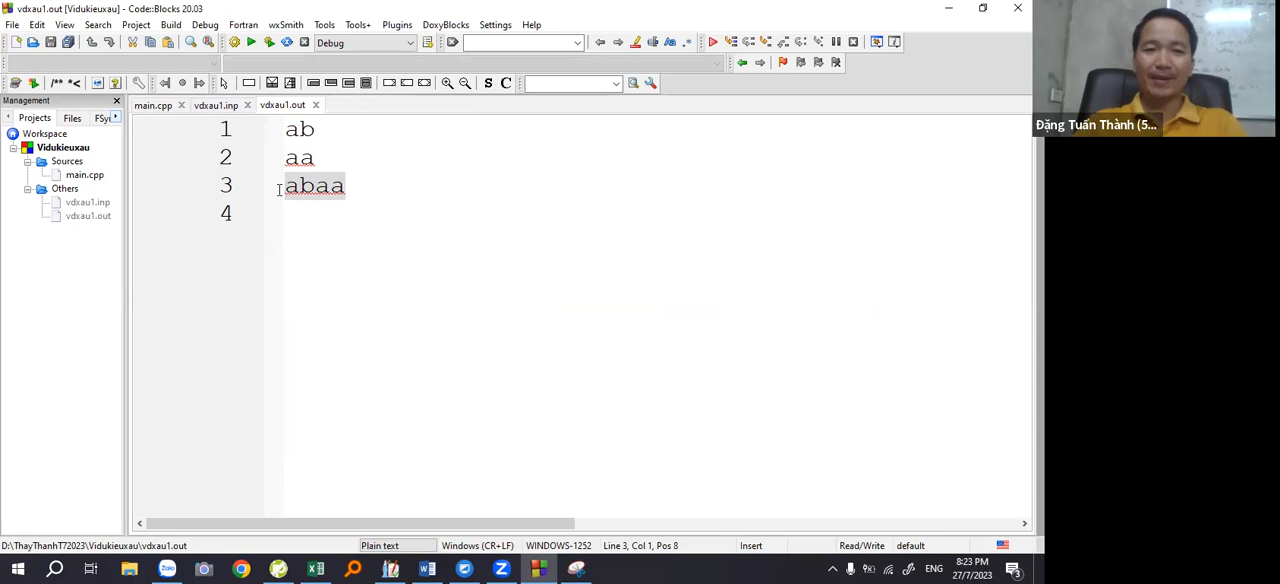 vdxau1.out [Vidukieuxau] - Code::Blocks 20.03
File Edit View Search Project Build Debug Fortran wxSmith Tools Tools+ Plugins DoxyBlocks Settings Help
Debug
/** *<
S C
Management
Projects Files FSy
Workspace
Vidukieuxau
Sources
main.cpp
Others
vdxau1.inp
vdxau1.out
main.cpp vdxau1.inp vdxau1.out
1 ab
2 aa
3 abaa
4
Đặng Tuấn Thành (5...
D:\ThayThanhT72023\Vidukieuxau\vdxau1.out Plain text Windows (CR+LF) WINDOWS-1252 Line 3, Col 1, Pos 8 Insert Read/Write default
Zalo
ENG
8:23 PM
27/7/2023
3